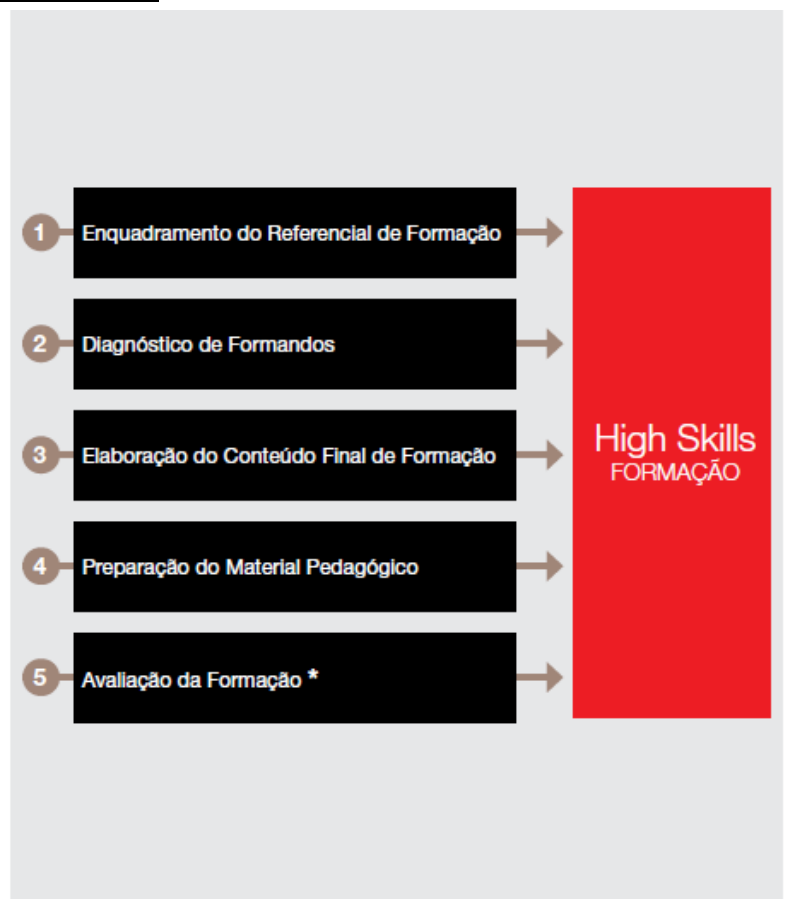 1 Enquadramento do Referencial de Formação
2 Diagnóstico de Formandos
3 Elaboração do Conteúdo Final de Formação
4 Preparação do Material Pedagógico
5 Avaliação da Formação *
High Skills
FORMAÇÃO